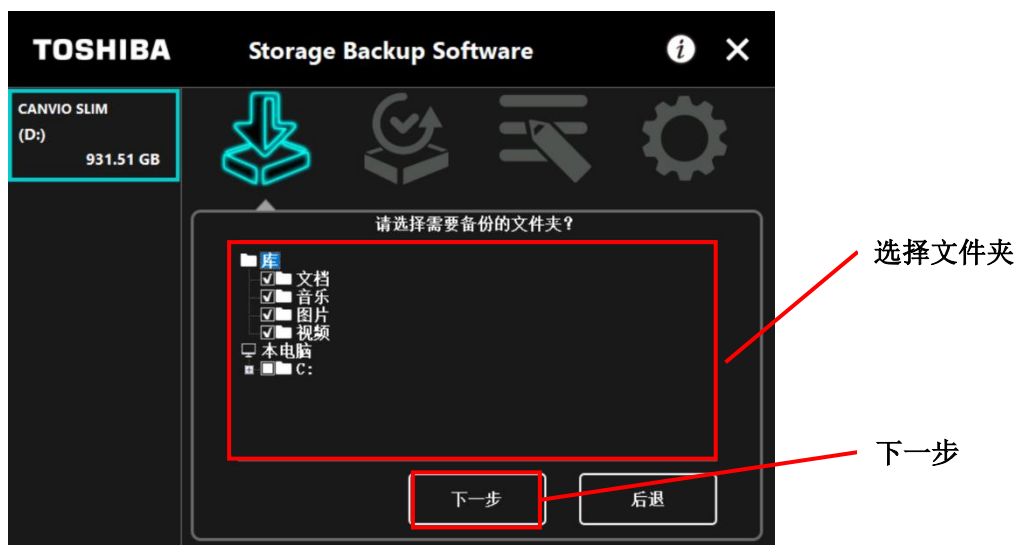 TOSHIBA
Storage Backup Software
CANVIO SLIM
(D:)
931.51 GB
请选择需要备份的文件夹?
库
文档
音乐
图片
视频
本电脑
C:
选择文件夹
下一步
下一步
后退